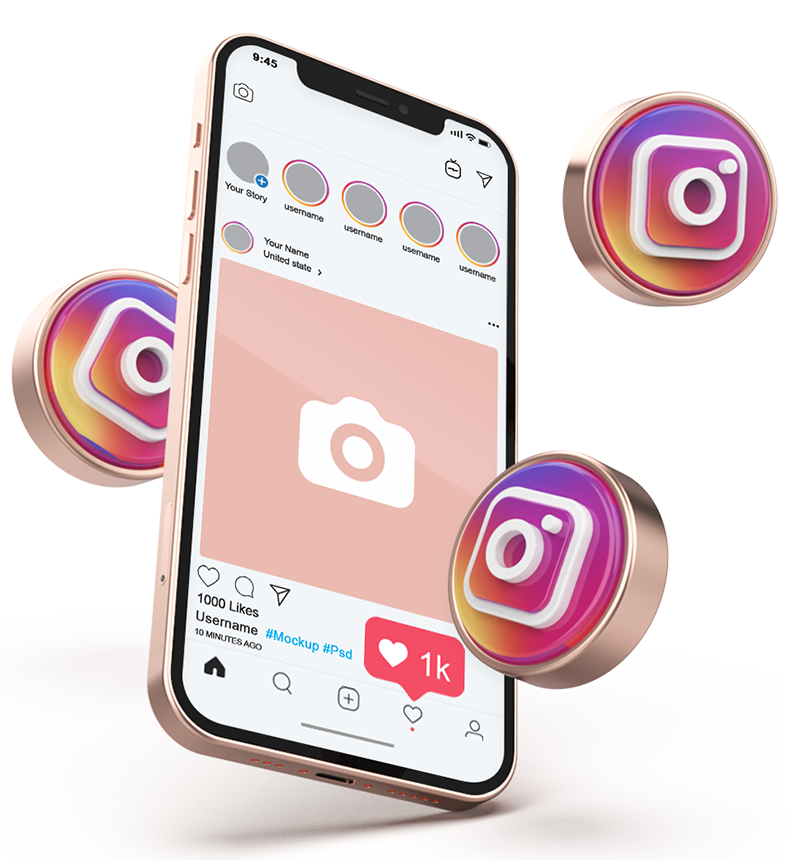 9:45
Your Story
username
username
username
username
Your Name
United state >
1000 Likes
Username #Mockup #Psd
10 MINUTES AGO
1k